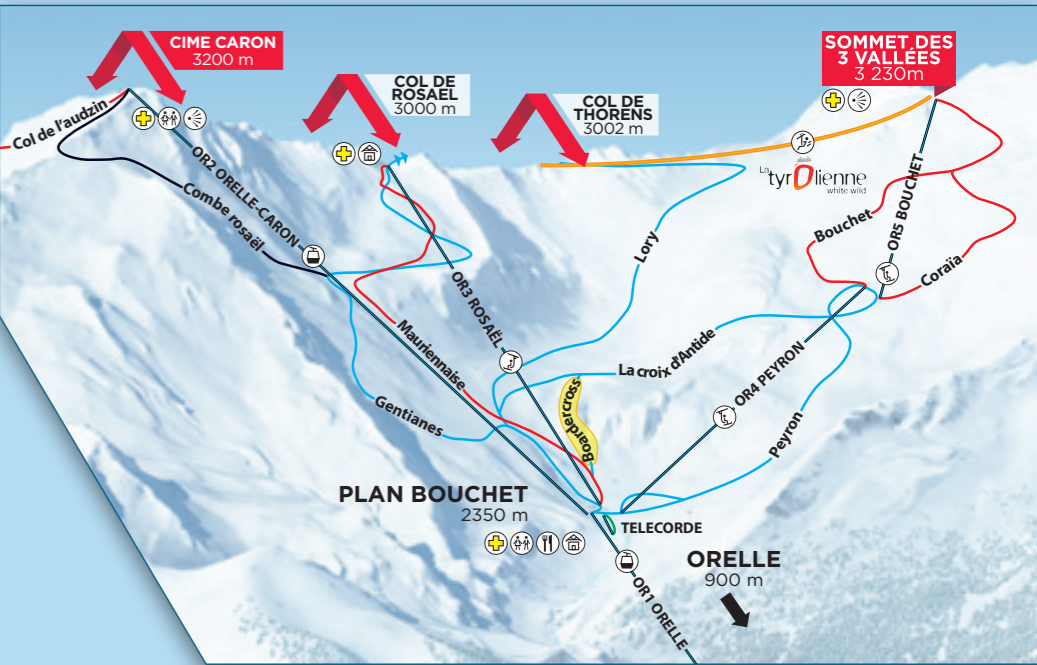 CIME CARON
3200 m
COL DE
ROSAEL
3000 m
COL DE
THORENS
3002 m
SOMMET DES
3 VALLÉES
3 230m
Col de l'audzin
OR2 ORELLE-CARON
Combe rosaël
La
tyrOlienne
white wild
Bouchet
OR5 BOUCHET
Coraïa
Lory
OR3 ROSAËL
Mauriennaise
Gentianes
La croix d'Antide
Boardercross
OR4 PEYRON
Peyron
PLAN BOUCHET
2350 m
TELECORDE
ORELLE
900 m
OR1 ORELLE